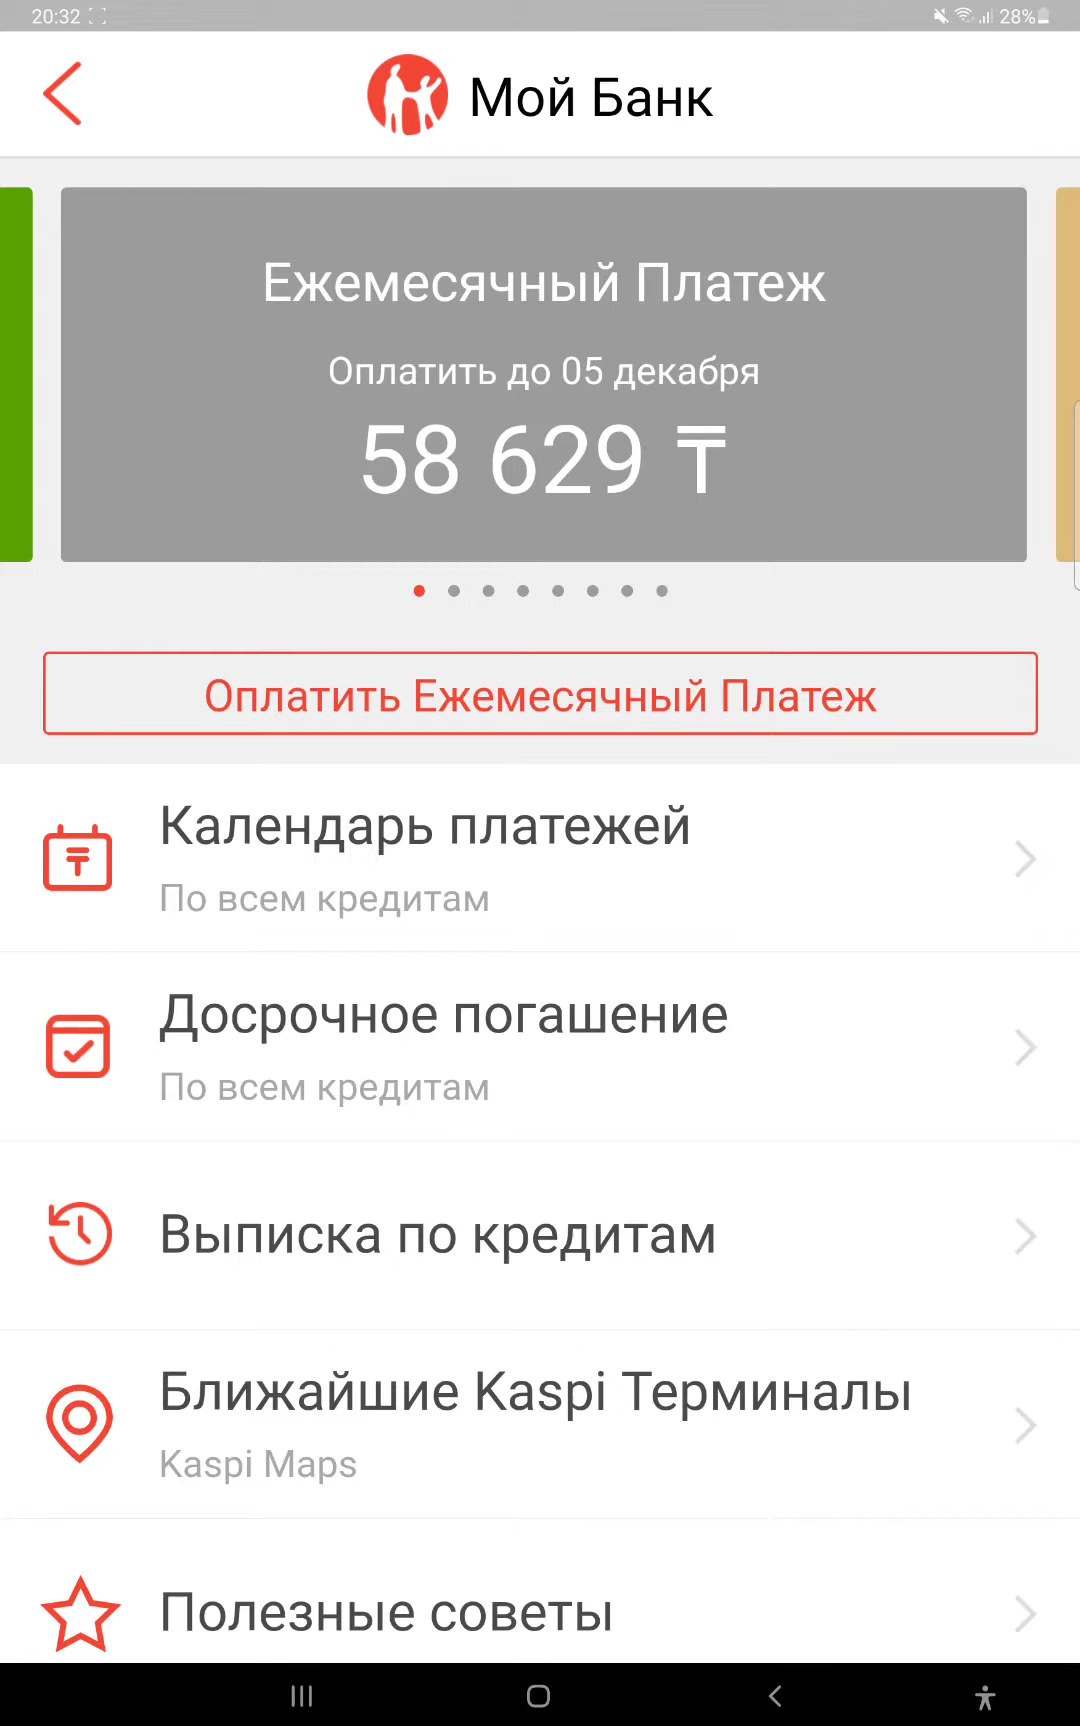 20:32
28%
Мой Банк
Ежемесячный Платеж
Оплатить до 05 декабря
58 629 ₸
Оплатить Ежемесячный Платеж
Календарь платежей
По всем кредитам
Досрочное погашение
По всем кредитам
Выписка по кредитам
Ближайшие Kaspi Терминалы
Kaspi Maps
Полезные советы